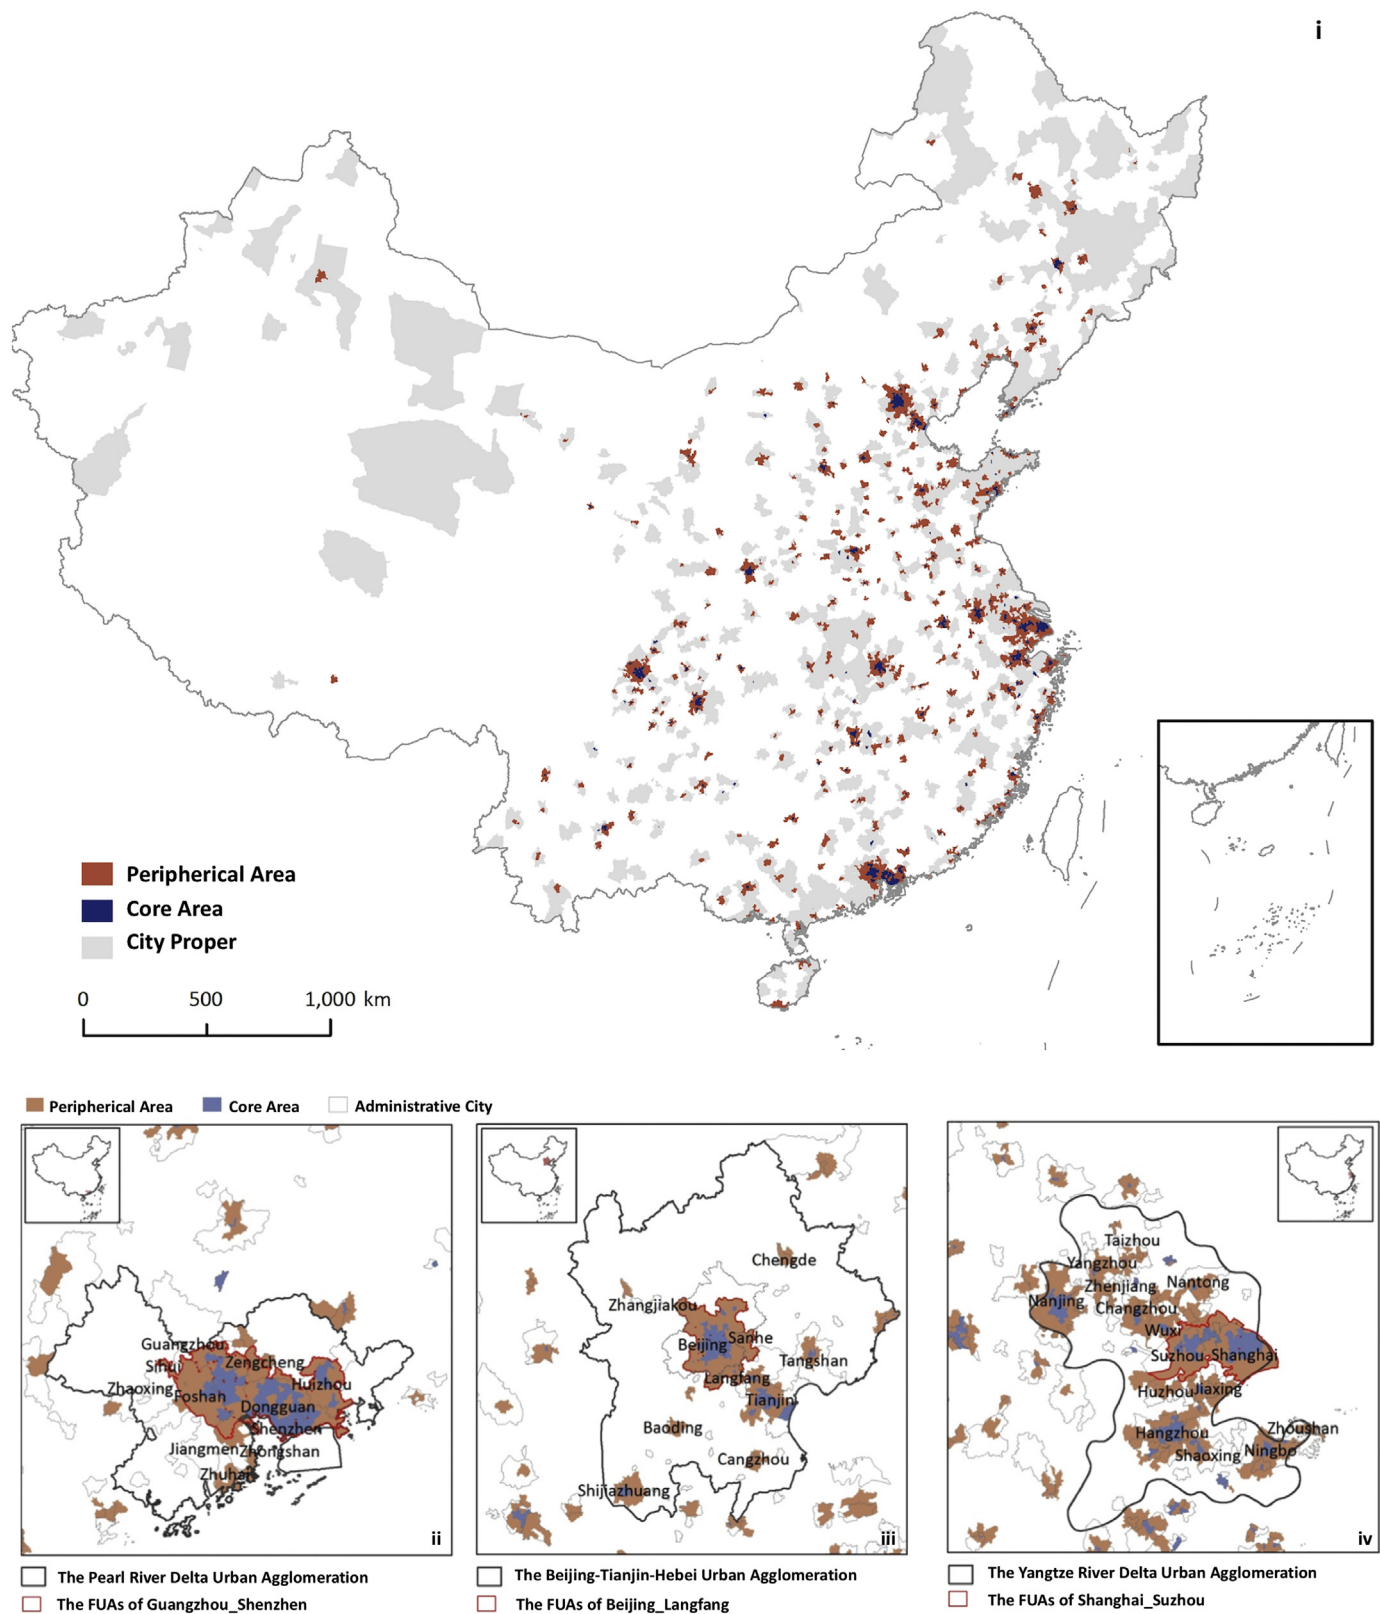 i
Peripherical Area
Core Area
City Proper
0 500 1,000 km
Peripherical Area Core Area Administrative City
Guangzhou
Sihui
Zengcheng
Zhaoxing
Foshan
Huizhou
Dongguan
Shenzhen
Jiangmen
Zhongshan
Zhuhai
ii
The Pearl River Delta Urban Agglomeration
The FUAs of Guangzhou_Shenzhen
Chengde
Zhangjiakou
Beijing
Sanhe
Tangshan
Langfang
Tianjin
Baoding
Cangzhou
Shijiazhuang
iii
The Beijing-Tianjin-Hebei Urban Agglomeration
The FUAs of Beijing_Langfang
Taizhou
Yangzhou
Zhenjiang
Nantong
Nanjing
Changzhou
Wuxi
Suzhou
Shanghai
Huzhou
Jiaxing
Hangzhou
Zhoushan
Shaoxing
Ningbo
iv
The Yangtze River Delta Urban Agglomeration
The FUAs of Shanghai_Suzhou